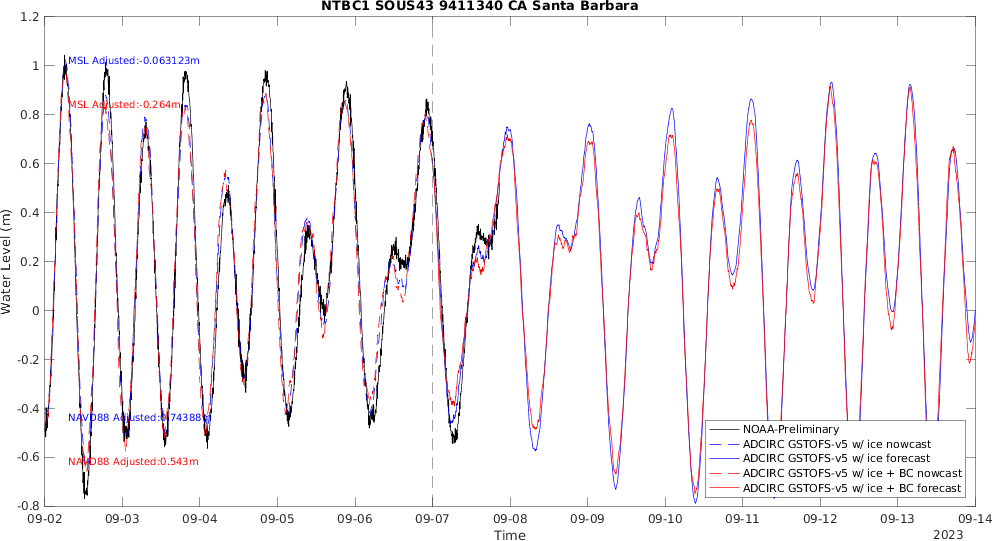 NTBC1 SOUS43 9411340 CA Santa Barbara
1.2
1
0.8
0.6
0.4
0.2
0
-0.2
-0.4
-0.6
-0.8
Water Level (m)
MSL Adjusted:-0.063123m
MSL Adjusted:-0.264m
NAVD88 Adjusted:0.74388m
NAVD88 Adjusted:0.543m
NOAA-Preliminary
ADCIRC GSTOFS-v5 w/ ice nowcast
ADCIRC GSTOFS-v5 w/ ice forecast
ADCIRC GSTOFS-v5 w/ ice + BC nowcast
ADCIRC GSTOFS-v5 w/ ice + BC forecast
09-02 09-03 09-04 09-05 09-06 09-07 09-08 09-09 09-10 09-11 09-12 09-13 09-14
Time
2023